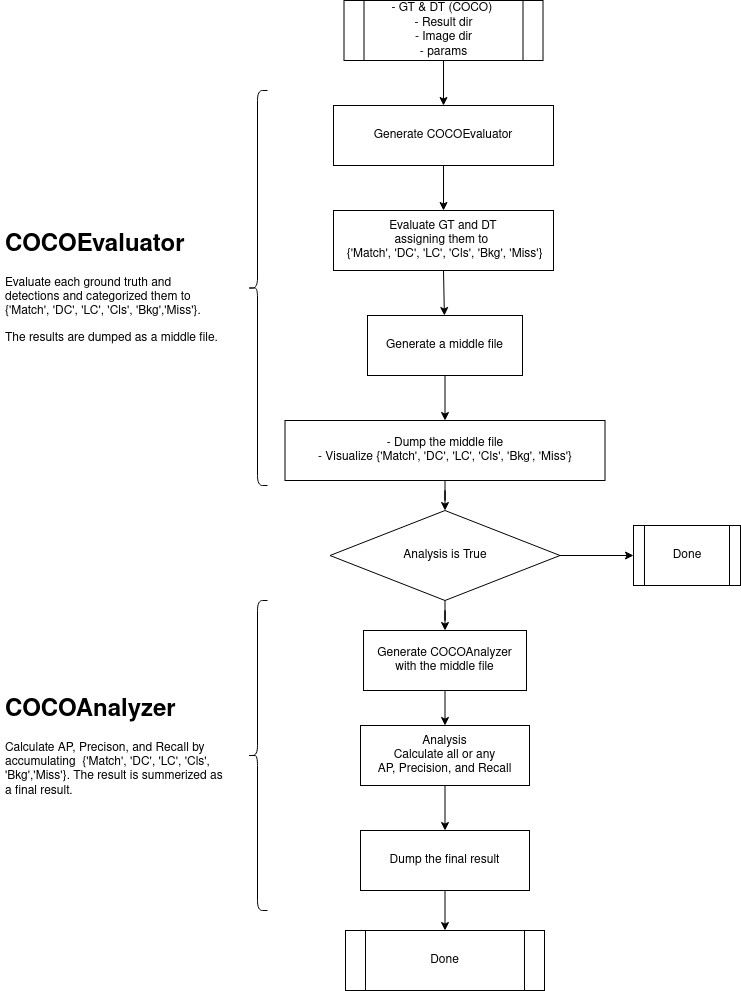 - GT & DT (COCO)
- Result dir
- Image dir
- params
Generate COCOEvaluator
Evaluate GT and DT
assigning them to
{'Match', 'DC', 'LC', 'Cls', 'Bkg', 'Miss'}
COCOEvaluator
Evaluate each ground truth and
detections and categorized them to
{'Match', 'DC', 'LC', 'Cls', 'Bkg','Miss'}.
The results are dumped as a middle file.
Generate a middle file
- Dump the middle file
- Visualize {'Match', 'DC', 'LC', 'Cls', 'Bkg', 'Miss'}
Analysis is True
Done
Generate COCOAnalyzer
with the middle file
COCOAnalyzer
Calculate AP, Precison, and Recall by
accumulating  {'Match', 'DC', 'LC', 'Cls',
'Bkg','Miss'}. The result is summerized as
a final result.
Analysis
Calculate all or any
AP, Precision, and Recall
Dump the final result
Done